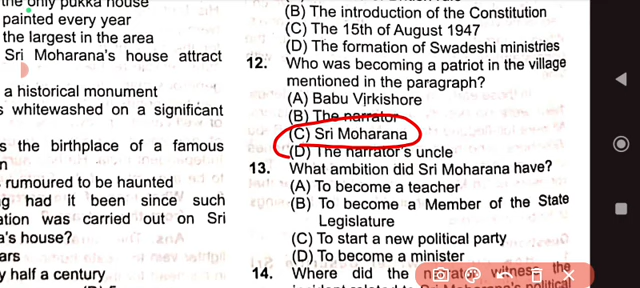 the only pukka house
painted every year
the largest in the area
Sri Moharana's house attract
a historical monument
s whitewashed on a significant
s the birthplace of a famous
n
rumoured to be haunted
g had it been since such
ation was carried out on Sri
a's house?
ars
y half a century
(B) The introduction of the Constitution
(C) The 15th of August 1947
(D) The formation of Swadeshi ministries
12. Who was becoming a patriot in the village
mentioned in the paragraph?
(A) Babu Virkishore
(B) The narrator
(C) Sri Moharana
(D) The narrator's uncle
13. What ambition did Sri Moharana have?
(A) To become a teacher
(B) To become a Member of the State
Legislature
(C) To start a new political party
(D) To become a minister
14. Where did the narrator witness the